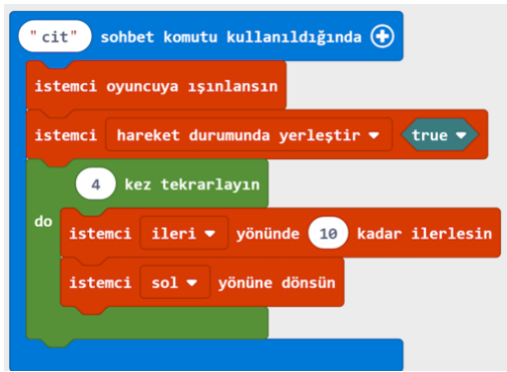 "cit" sohbet komutu kullanıldığında
istemci oyuncuya ışınlansın
istemci hareket durumunda yerleştir true
4 kez tekrarlayın
do
istemci ileri yönünde 10 kadar ilerlesin
istemci sol yönüne dönsün